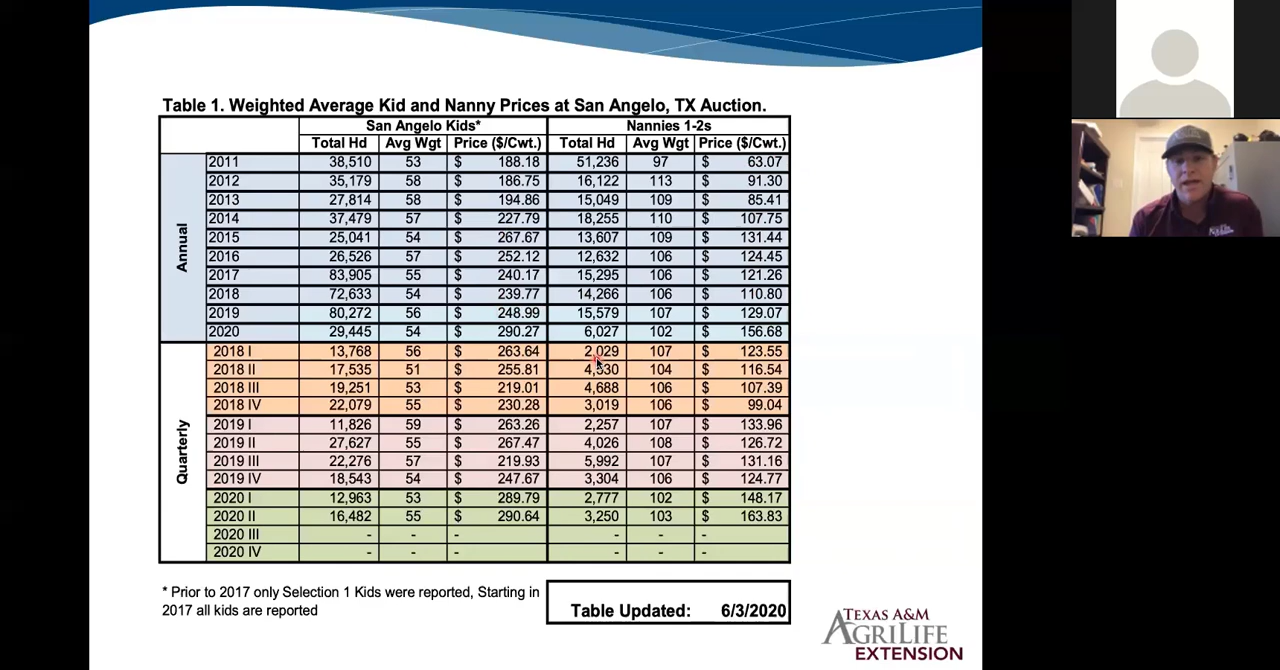 Table 1. Weighted Average Kid and Nanny Prices at San Angelo, TX Auction.
San Angelo Kids* Nannies 1-2s
Total Hd Avg Wgt Price ($/Cwt.) Total Hd Avg Wgt Price ($/Cwt.)
Annual
2011 38,510 53 $ 188.18 51,236 97 $ 63.07
2012 35,179 58 $ 186.75 16,122 113 $ 91.30
2013 27,814 58 $ 194.86 15,049 109 $ 85.41
2014 37,479 57 $ 227.79 18,255 110 $ 107.75
2015 25,041 54 $ 267.67 13,607 109 $ 131.44
2016 26,526 57 $ 252.12 12,632 106 $ 124.45
2017 83,905 55 $ 240.17 15,295 106 $ 121.26
2018 72,633 54 $ 239.77 14,266 106 $ 110.80
2019 80,272 56 $ 248.99 15,579 107 $ 129.07
2020 29,445 54 $ 290.27 6,027 102 $ 156.68
Quarterly
2018 I 13,768 56 $ 263.64 2,029 107 $ 123.55
2018 II 17,535 51 $ 255.81 4,530 104 $ 116.54
2018 III 19,251 53 $ 219.01 4,688 106 $ 107.39
2018 IV 22,079 55 $ 230.28 3,019 106 $ 99.04
2019 I 11,826 59 $ 263.26 2,257 107 $ 133.96
2019 II 27,627 55 $ 267.47 4,026 108 $ 126.72
2019 III 22,276 57 $ 219.93 5,992 107 $ 131.16
2019 IV 18,543 54 $ 247.67 3,304 106 $ 124.77
2020 I 12,963 53 $ 289.79 2,777 102 $ 148.17
2020 II 16,482 55 $ 290.64 3,250 103 $ 163.83
2020 III - - - - - -
2020 IV - - - - - -
* Prior to 2017 only Selection 1 Kids were reported, Starting in
2017 all kids are reported
Table Updated: 6/3/2020
TEXAS A&M
AGRILIFE
EXTENSION